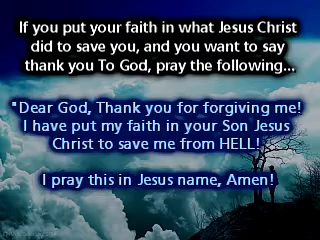 If you put your faith in what Jesus Christ
did to save you, and you want to say
thank you To God, pray the following...
"Dear God, Thank you for forgiving me!
I have put my faith in your Son Jesus
Christ to save me from HELL!
I pray this in Jesus name, Amen!